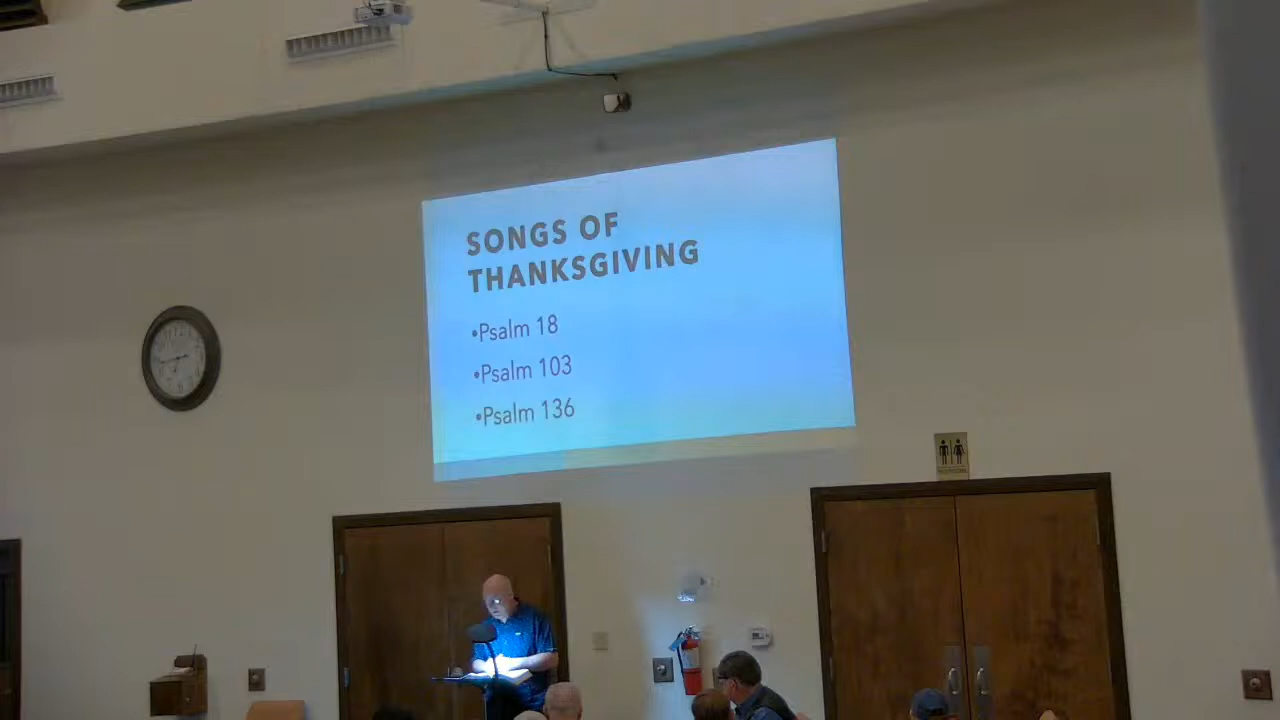 SONGS OF
THANKSGIVING
•Psalm 18
•Psalm 103
•Psalm 136